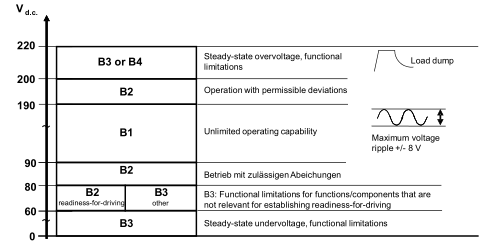 V d.c.
220
B3 or B4
Steady-state overvoltage, functional
limitations
Load dump
200
B2
Operation with permissible deviations
190
B1
Unlimited operating capability
Maximum voltage
ripple +/- 8 V
90
B2
Betrieb mit zulässigen Abeichungen
80
B2
readiness-for-driving
B3
other
B3: Functional limitations for functions/components that are
not relevant for establishing readiness-for-driving
60
B3
Steady-state undervoltage, functional limitations
0